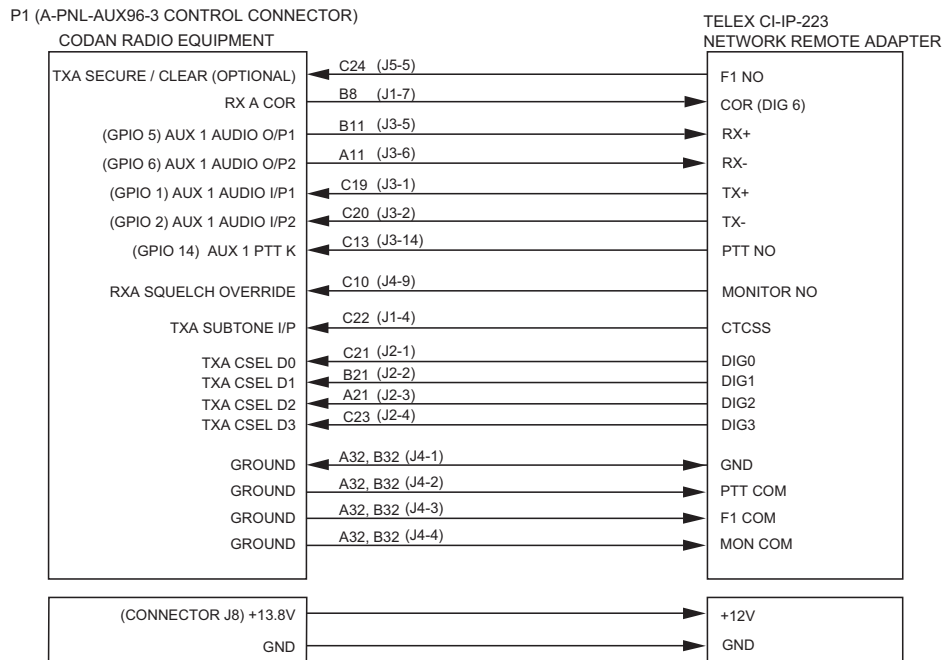 P1 (A-PNL-AUX96-3 CONTROL CONNECTOR)
CODAN RADIO EQUIPMENT
TELEX CI-IP-223
NETWORK REMOTE ADAPTER
TXA SECURE / CLEAR (OPTIONAL) C24 (J5-5) F1 NO
RX A COR B8 (J1-7) COR (DIG 6)
(GPIO 5) AUX 1 AUDIO O/P1 B11 (J3-5) RX+
(GPIO 6) AUX 1 AUDIO O/P2 A11 (J3-6) RX-
(GPIO 1) AUX 1 AUDIO I/P1 C19 (J3-1) TX+
(GPIO 2) AUX 1 AUDIO I/P2 C20 (J3-2) TX-
(GPIO 14) AUX 1 PTT K C13 (J3-14) PTT NO
RXA SQUELCH OVERRIDE C10 (J4-9) MONITOR NO
TXA SUBTONE I/P C22 (J1-4) CTCSS
TXA CSEL D0 C21 (J2-1) DIG0
TXA CSEL D1 B21 (J2-2) DIG1
TXA CSEL D2 A21 (J2-3) DIG2
TXA CSEL D3 C23 (J2-4) DIG3
GROUND A32, B32 (J4-1) GND
GROUND A32, B32 (J4-2) PTT COM
GROUND A32, B32 (J4-3) F1 COM
GROUND A32, B32 (J4-4) MON COM
(CONNECTOR J8) +13.8V +12V
GND GND